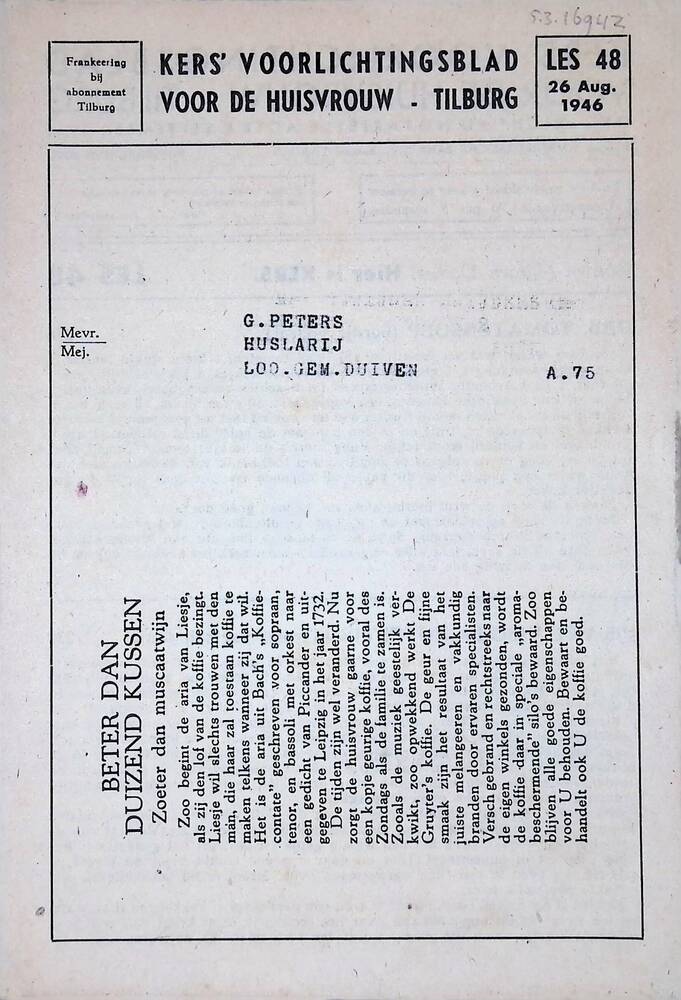 5.3.16942
Frankeering
bij
abonnement
Tilburg
KERS' VOORLICHTINGSBLAD
VOOR DE HUISVROUW - TILBURG
LES 48
26 Aug.
1946
Mevr.
Mej.
G.PETERS
HUSLARIJ
LOO.GEM.DUIVEN
A.75
BETER DAN
DUIZEND KUSSEN
Zoeter dan muscaatwijn
Zoo begint de aria van Liesje,
als zij den lof van de koffie bezingt.
Liesje wil slechts trouwen met den
man, die haar zal toestaan koffie te
maken telkens wanneer zij dat wil.
Het is de aria uit Bach's „Koffie-
contate" geschreven voor sopraan,
tenor, en bassoli met orkest naar
een gedicht van Piccander en uit-
gegeven te Leipzig in het jaar 1732.
De tijden zijn wel veranderd. Nu
zorgt de huisvrouw gaarne voor
een kopje geurige koffie, vooral des
Zondags als de familie te zamen is.
Zooals de muziek geestelijk ver-
kwikt, zoo opwekkend werkt De
Gruyter's koffie. De geur en fijne
smaak zijn het resultaat van het
juiste melangeeren en vakkundig
branden door ervaren specialisten.
Versch gebrand en rechtstreeks naar
de eigen winkels gezonden, wordt
de koffie daar in speciale „aroma-
beschermende" silo's bewaard. Zoo
blijven alle goede eigenschappen
voor U behouden. Bewaart en be-
handelt ook U de koffie goed.